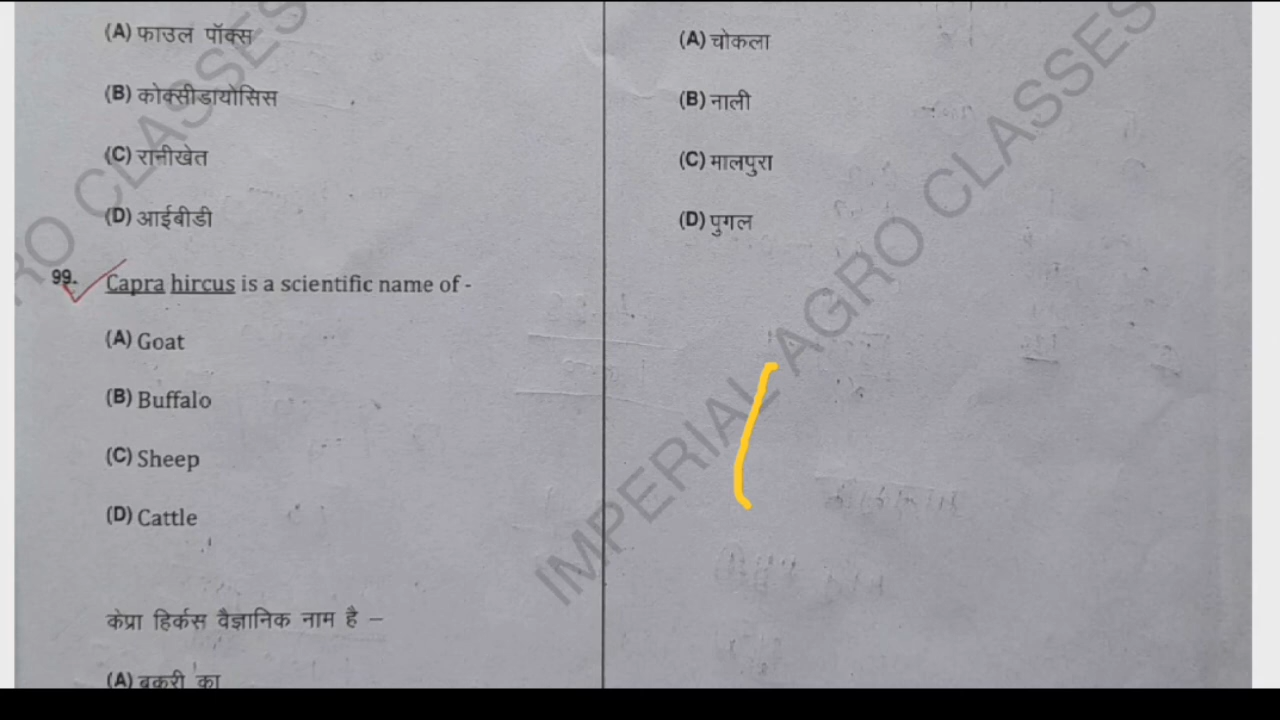 (A) फाउल पॉक्स
(B) कोक्सीडायोसिस
(C) रानीखेत
(D) आईबीडी
99. Capra hircus is a scientific name of -
(A) Goat
(B) Buffalo
(C) Sheep
(D) Cattle
केप्रा हिर्कस वैज्ञानिक नाम है –
(A) बकरी का
(A) चोकला
(B) नाली
(C) मालपुरा
(D) पुगल
IMPERIAL AGRO CLASSES
RO CLASSES